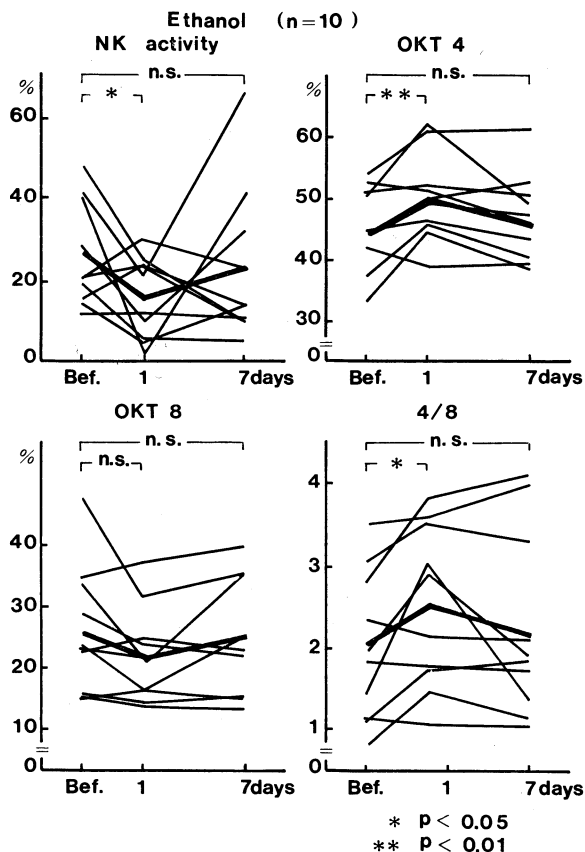 Ethanol (n=10)
NK activity
%
n.s.
*
60
40
20
0
Bef. 1 7days
OKT 4
%
n.s.
**
60
50
40
30
0
Bef. 1 7days
OKT 8
%
n.s.
n.s.
40
30
20
10
0
Bef. 1 7days
4/8
n.s.
*
4
3
2
1
0
Bef. 1 7days
* p < 0.05
** p < 0.01